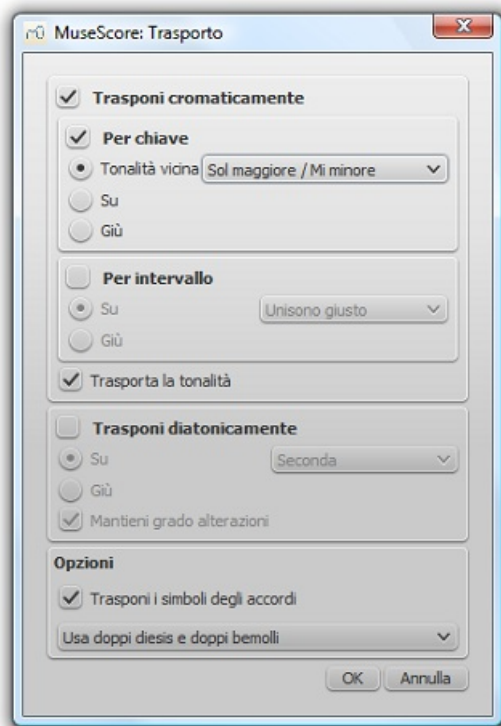 MuseScore: Trasporto
Trasponi cromaticamente
Per chiave
Tonalità vicina Sol maggiore / Mi minore
Su
Giù
Per intervallo
Su Unisono giusto
Giù
Trasporta la tonalità
Trasponi diatonicamente
Su Seconda
Giù
Mantieni grado alterazioni
Opzioni
Trasponi i simboli degli accordi
Usa doppi diesis e doppi bemolli
OK Annulla